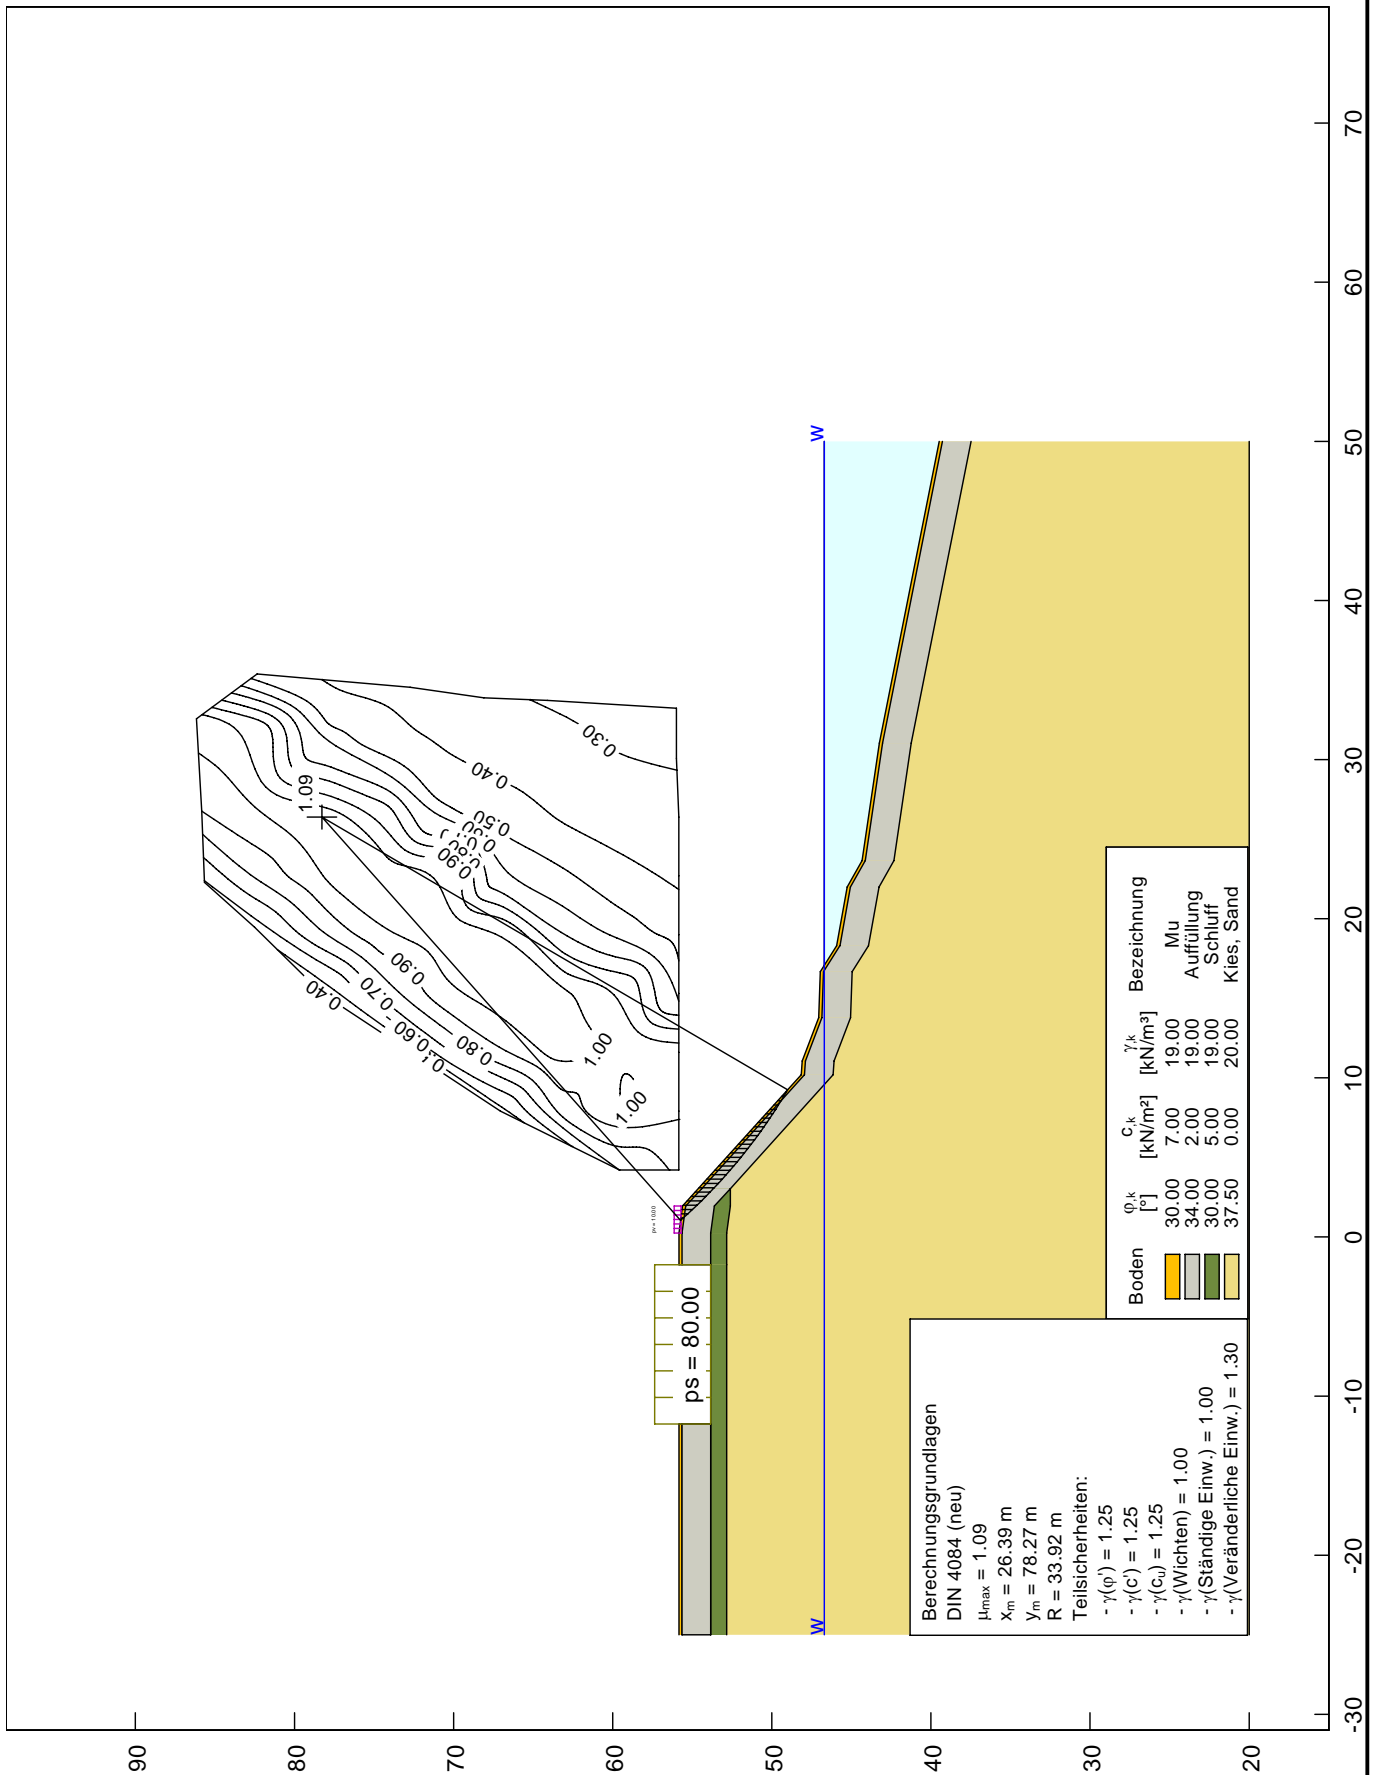 90
80
70
60
50
40
30
20
-30
-20
-10
0
10
20
30
40
50
60
70
W
W
ps = 80.00
pv = 10.00
1.09
0.40
0.70
0.90
0.60
0.80
1.00
1.00
0.90
0.80
0.50
0.40
0.30
Berechnungsgrundlagen
DIN 4084 (neu)
μmax = 1.09
xm = 26.39 m
ym = 78.27 m
R = 33.92 m
Teilsicherheiten:
- γ(φ') = 1.25
- γ(c') = 1.25
- γ(cu) = 1.25
- γ(Wichten) = 1.00
- γ(Ständige Einw.) = 1.00
- γ(Veränderliche Einw.) = 1.30
Boden φ,k c,k γ,k Bezeichnung
[°] [kN/m²] [kN/m³]
30.00 7.00 19.00 Mu
34.00 2.00 19.00 Auffüllung
30.00 5.00 19.00 Schluff
37.50 0.00 20.00 Kies, Sand